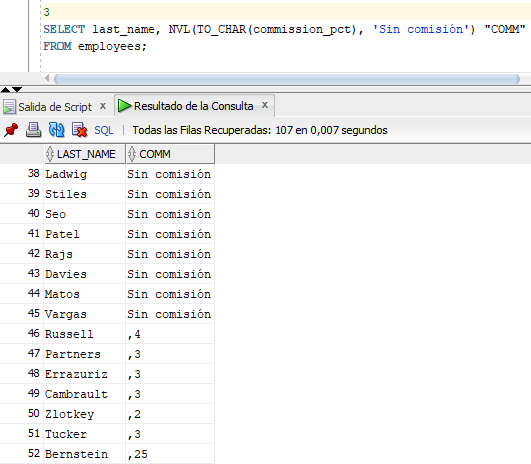 3
SELECT last_name, NVL(TO_CHAR(commission_pct), 'Sin comisión') "COMM"
FROM employees;
Salida de Script x Resultado de la Consulta x
SQL | Todas las Filas Recuperadas: 107 en 0,007 segundos
LAST_NAME COMM
38 Ladwig Sin comisión
39 Stiles Sin comisión
40 Seo Sin comisión
41 Patel Sin comisión
42 Rajs Sin comisión
43 Davies Sin comisión
44 Matos Sin comisión
45 Vargas Sin comisión
46 Russell ,4
47 Partners ,3
48 Errazuriz ,3
49 Cambrault ,3
50 Zlotkey ,2
51 Tucker ,3
52 Bernstein ,25